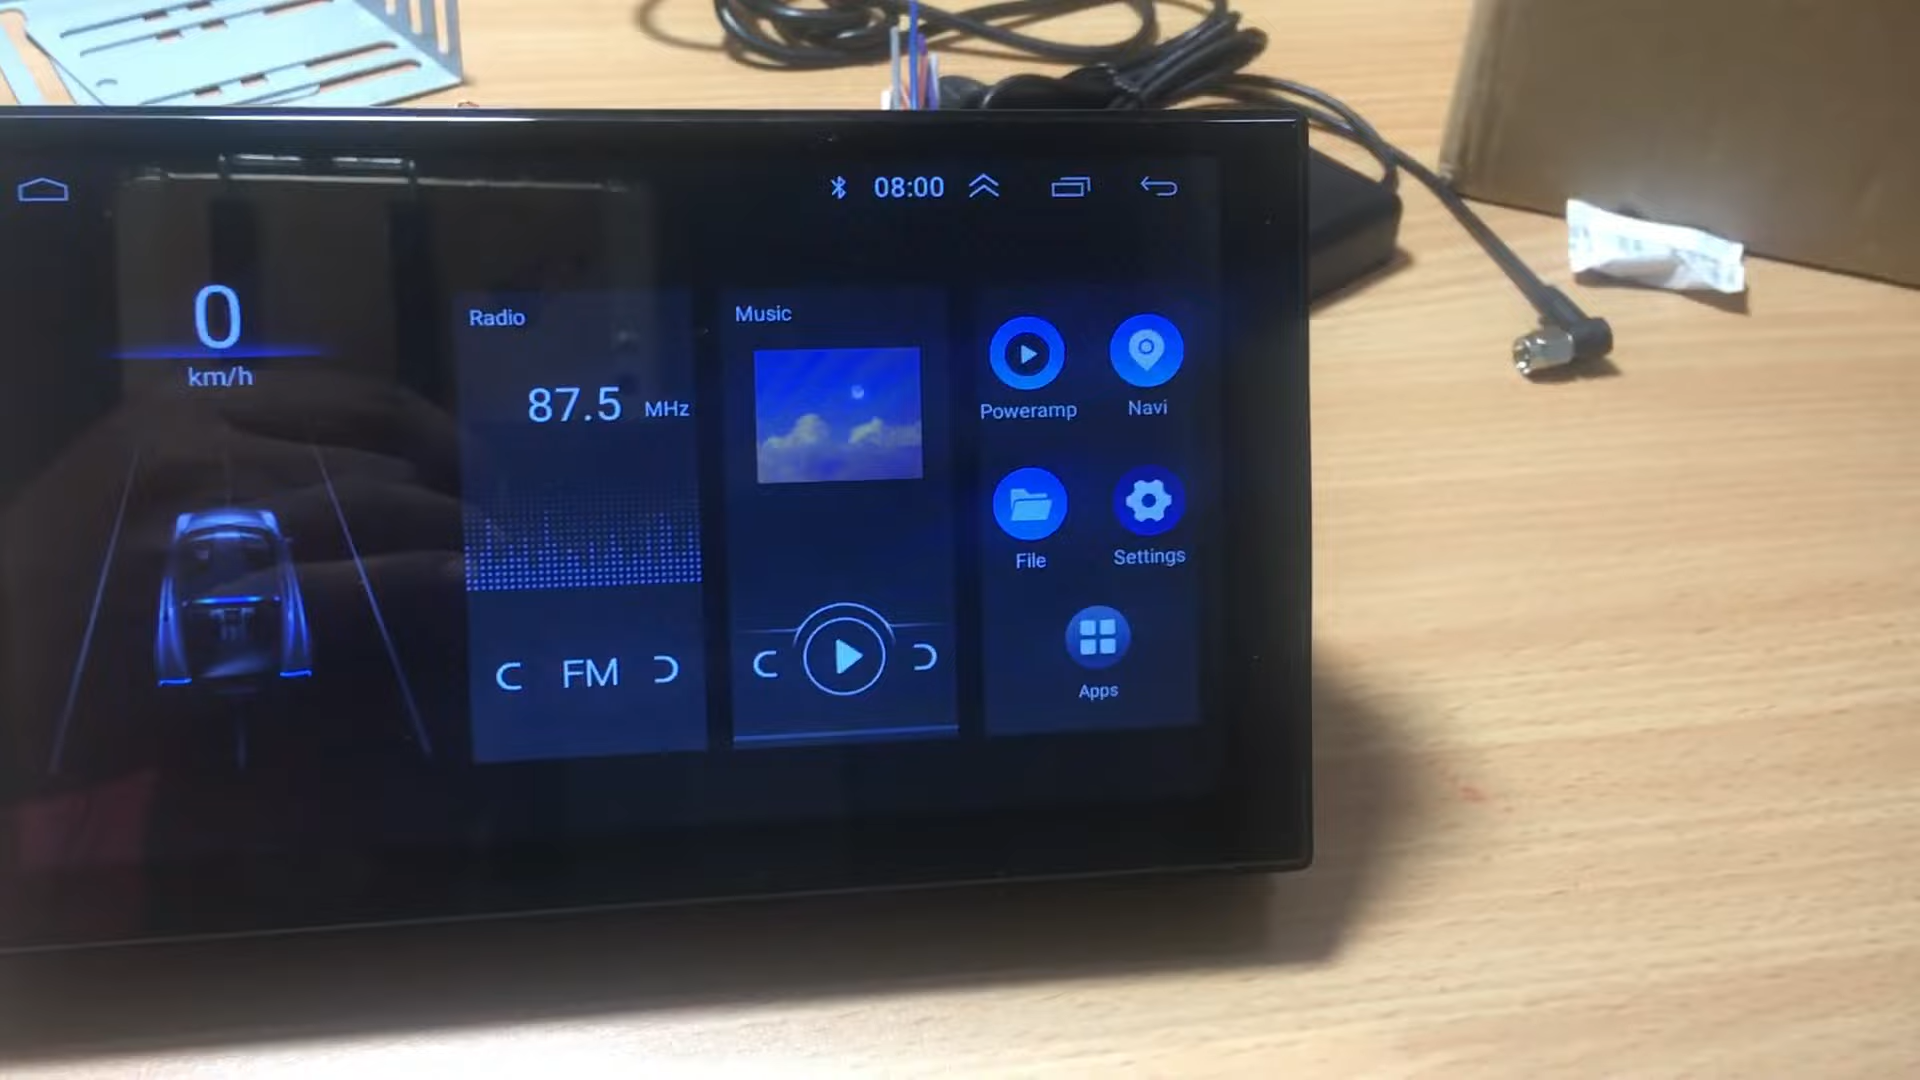 08:00
0
km/h
Radio
87.5 MHz
FM
Music
Poweramp
Navi
File
Settings
Apps